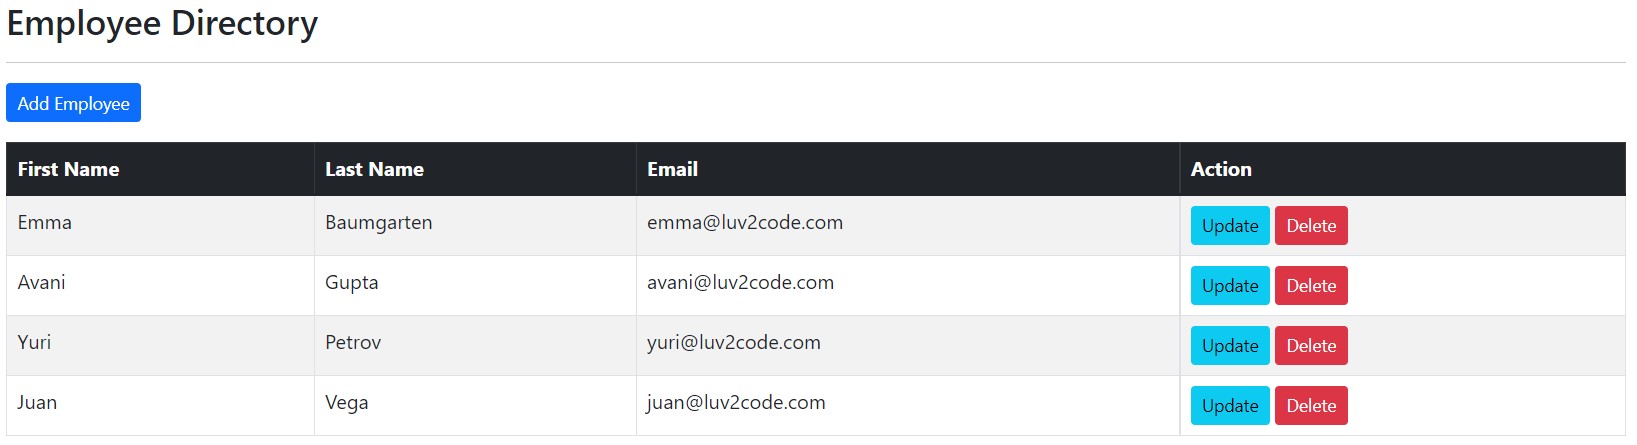 Employee Directory
Add Employee
First Name Last Name Email Action
Emma Baumgarten emma@luv2code.com Update Delete
Avani Gupta avani@luv2code.com Update Delete
Yuri Petrov yuri@luv2code.com Update Delete
Juan Vega juan@luv2code.com Update Delete